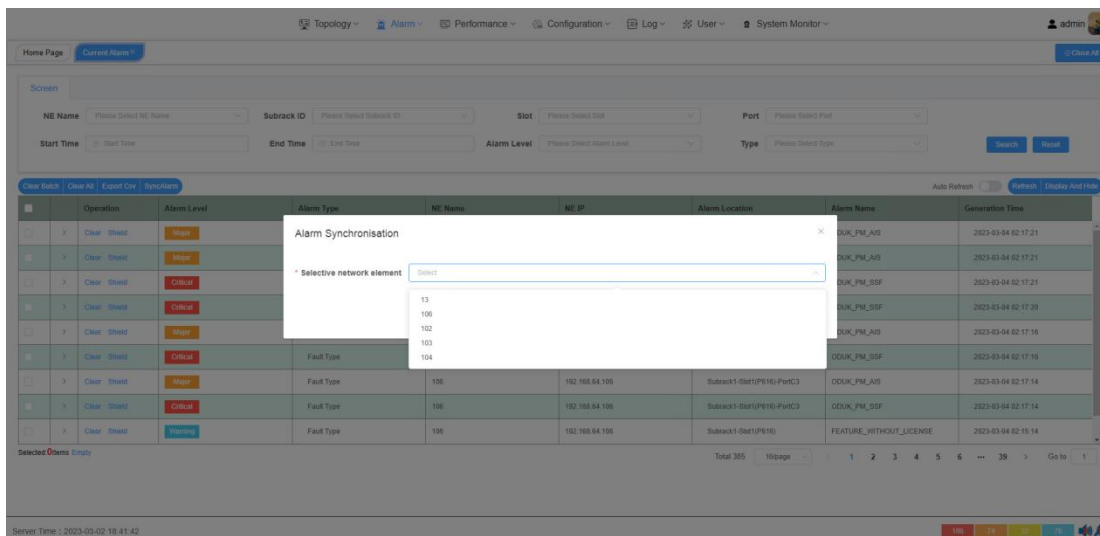 Topology Alarm Performance Configuration Log User System Monitor admin
Home Page Current Alarm Close All
Screen
NE Name Please Select NE Name Subrack ID Please Select Subrack ID Slot Please Select Slot Port Please Select Port
Start Time Start Time End Time End Time Alarm Level Please Select Alarm Level Type Please Select Type Search Reset
Clear Batch Clear All Export Csv SyncAlarm Auto Refresh Refresh Display And Hide
Operation Alarm Level Alarm Type NE Name NE IP Alarm Location Alarm Name Generation Time
Clear Shield Major ODUK_PM_AIS 2023-03-04 02:17:21
Clear Shield Major ODUK_PM_AIS 2023-03-04 02:17:21
Clear Shield Critical ODUK_PM_SSF 2023-03-04 02:17:21
Clear Shield Critical ODUK_PM_SSF
Clear Shield Major ODUK_PM_AIS 2023-03-04 02:17:16
Clear Shield Critical Fault Type ODUK_PM_SSF 2023-03-04 02:17:16
Clear Shield Major Fault Type 106 192.168.64.106 Subrack1-Slot1(P616)-PortC3 ODUK_PM_AIS 2023-03-04 02:17:14
Clear Shield Critical Fault Type 106 192.168.64.106 Subrack1-Slot1(P616)-PortC3 ODUK_PM_SSF 2023-03-04 02:17:14
Clear Shield Warning Fault Type 106 192.168.64.106 Subrack1-Slot1(P616) FEATURE_WITHOUT_LICENSE 2023-03-04 02:15:14
Alarm Synchronisation
* Selective network element Select
13
106
102
103
104
Selected 0 Items Empty Total 385 10/page 1 2 3 4 5 6 ... 39 Go to 1
Server Time : 2023-03-02 18:41:42 74 76